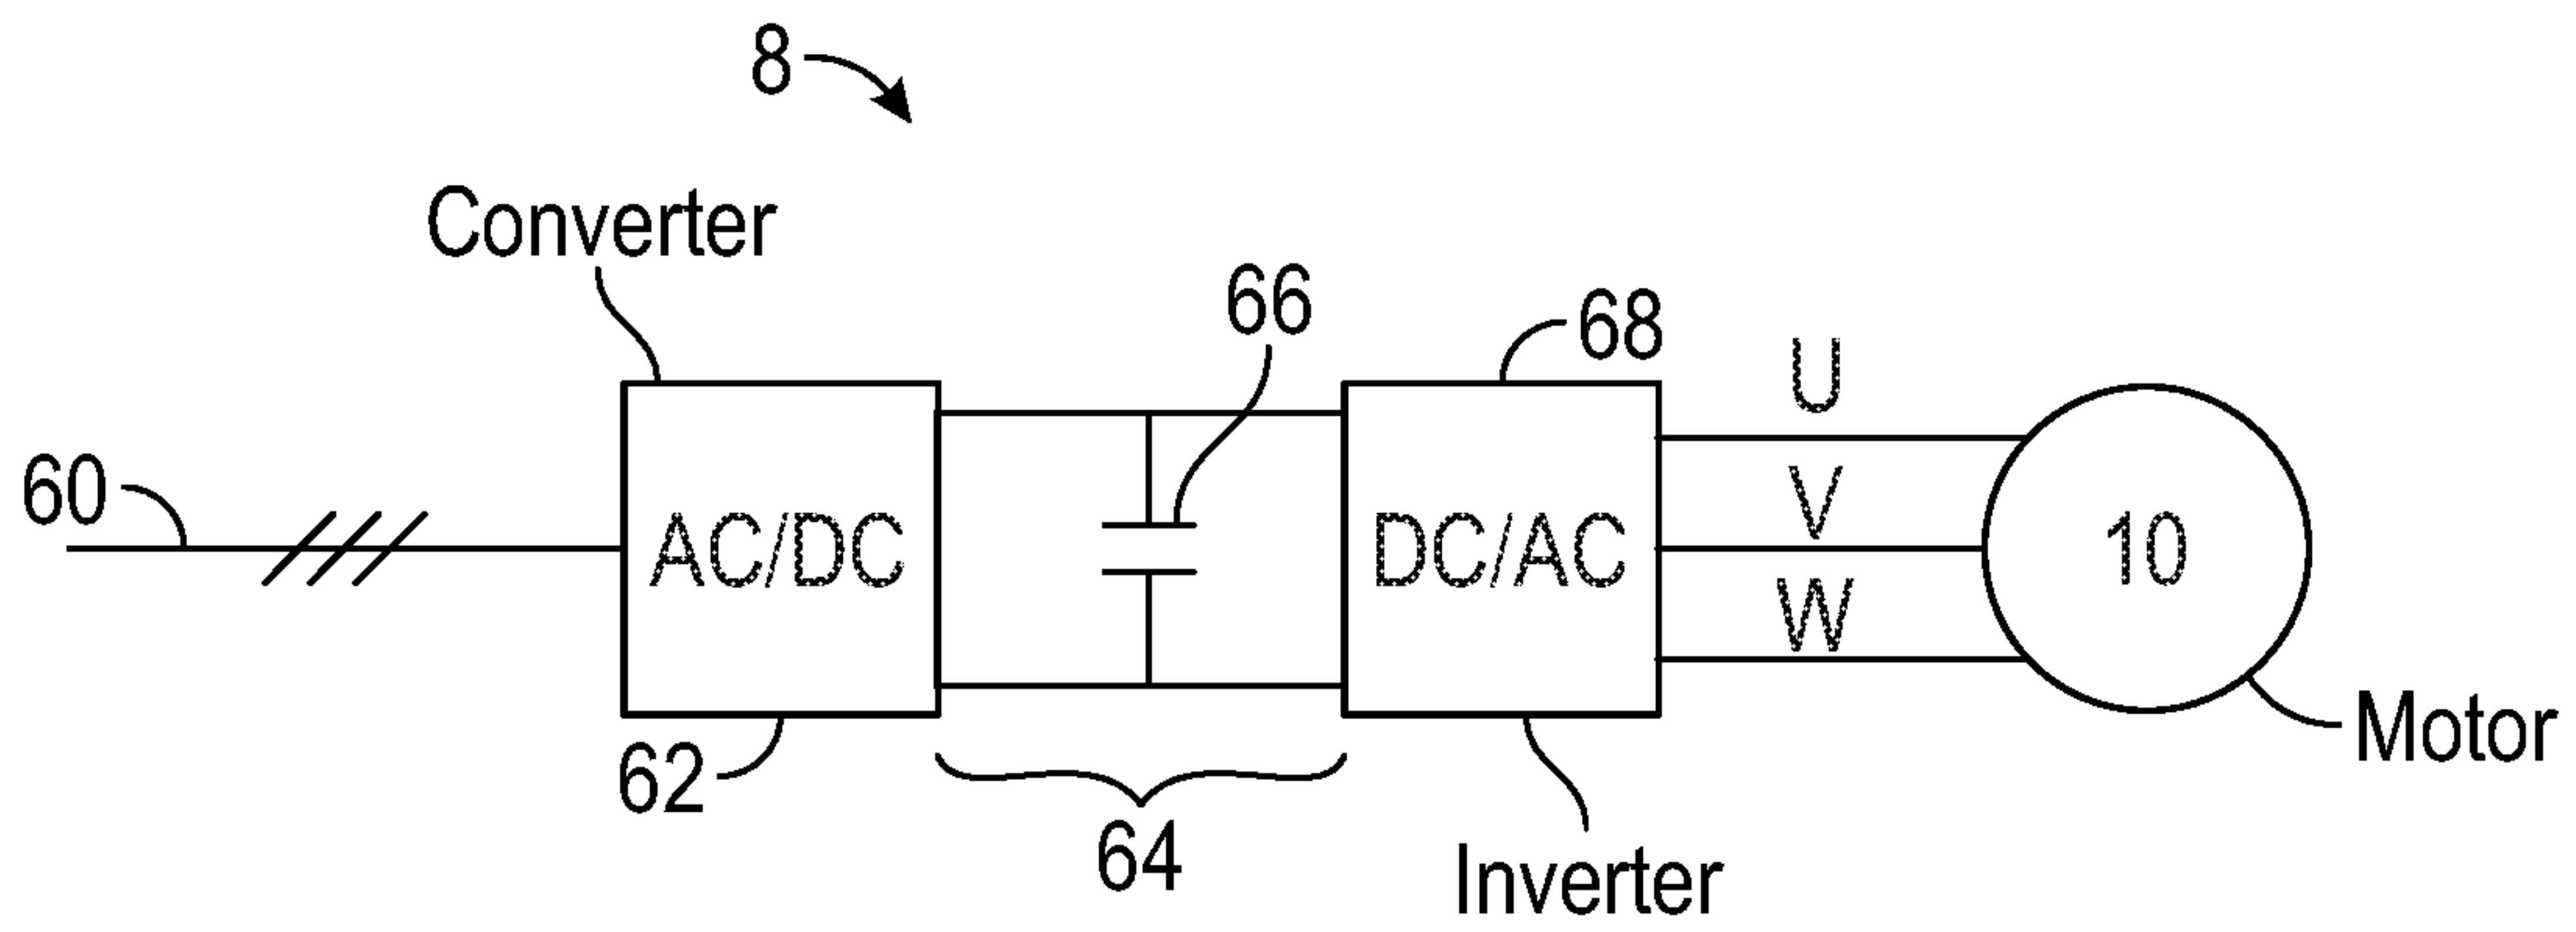 8
Converter
66
68
U
60
V
AC/DC
DC/AC
10
W
62
Motor
64
Inverter